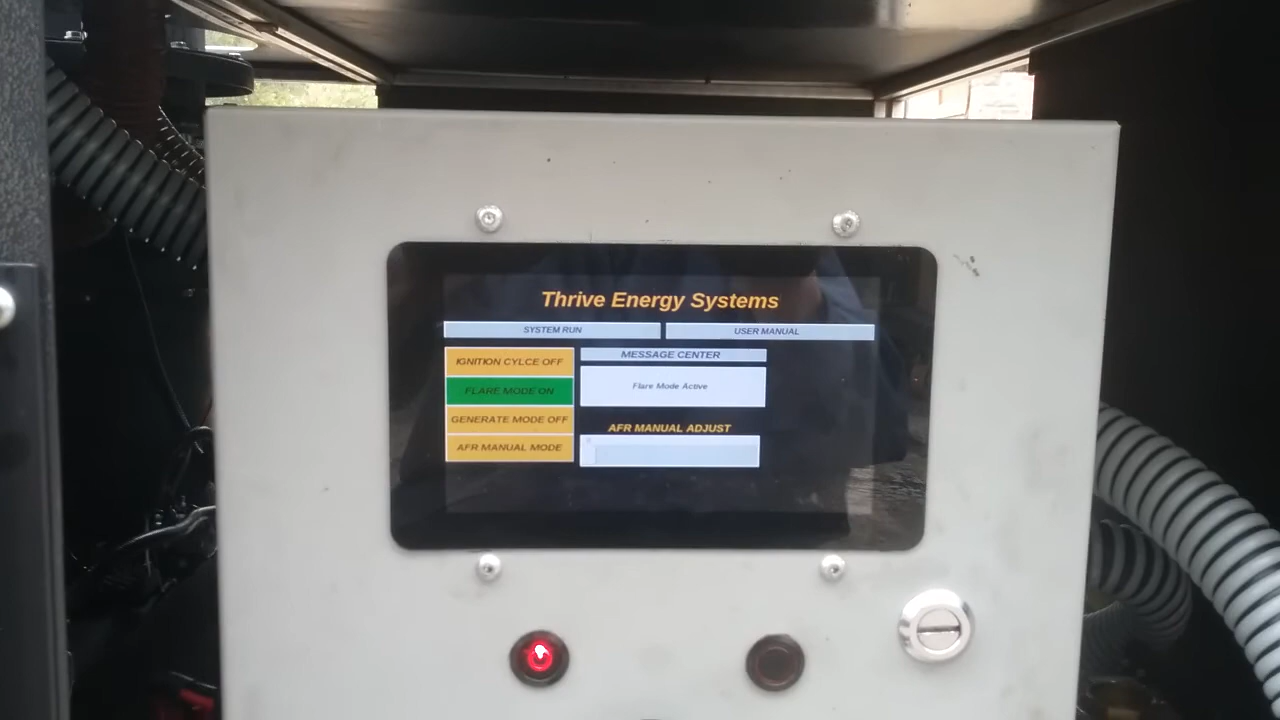 Thrive Energy Systems
SYSTEM RUN
USER MANUAL
IGNITION CYLCE OFF
FLARE MODE ON
GENERATE MODE OFF
AFR MANUAL MODE
MESSAGE CENTER
Flare Mode Active
AFR MANUAL ADJUST